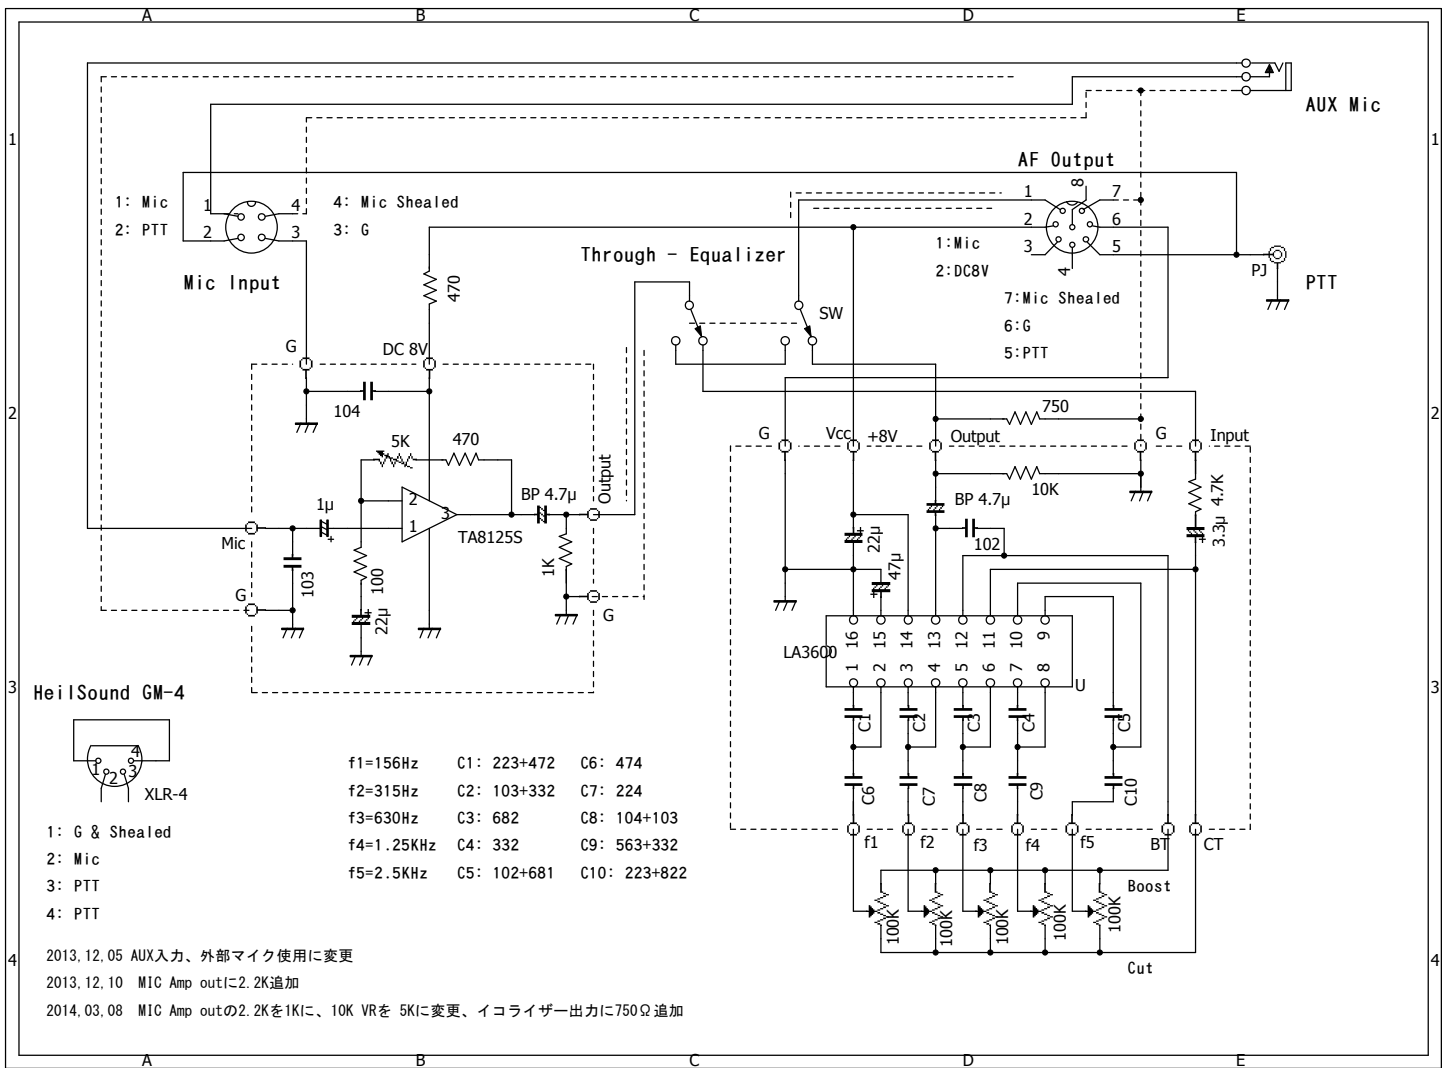 A B C D E
1 1
2 2
3 3
4 4
AUX Mic
AF Output
1: Mic
2: PTT
1 4
2 3
4: Mic Shealed
3: G
Mic Input
8
1 7
2 6
3 5
4
1:Mic
2:DC8V
7:Mic Shealed
6:G
5:PTT
PJ
PTT
Through - Equalizer
SW
470
G
DC 8V
104
5K
470
BP 4.7μ
Output
1μ
+
2
1
3
TA8125S
Mic
103
100
+
22μ
1K
G
G
750
G
Vcc
+8V
Output
G
Input
10K
4.7K
BP 4.7μ
3.3μ
+
+
22μ
102
47μ
+
LA3600
16 15 14 13 12 11 10 9
1 2 3 4 5 6 7 8
U
C1 C2 C3 C4 C5
C6 C7 C8 C9 C10
f1 f2 f3 f4 f5 BT CT
Boost
100K 100K 100K 100K 100K
Cut
HeilSound GM-4
1 2 3 4
XLR-4
1: G & Shealed
2: Mic
3: PTT
4: PTT
f1=156Hz C1: 223+472 C6: 474
f2=315Hz C2: 103+332 C7: 224
f3=630Hz C3: 682 C8: 104+103
f4=1.25KHz C4: 332 C9: 563+332
f5=2.5KHz C5: 102+681 C10: 223+822
2013,12,05 AUX入力、外部マイク使用に変更
2013,12,10 MIC Amp outに2.2K追加
2014,03,08 MIC Amp outの2.2Kを1Kに、10K VRを 5Kに変更、イコライザー出力に750Ω追加
A B C D E